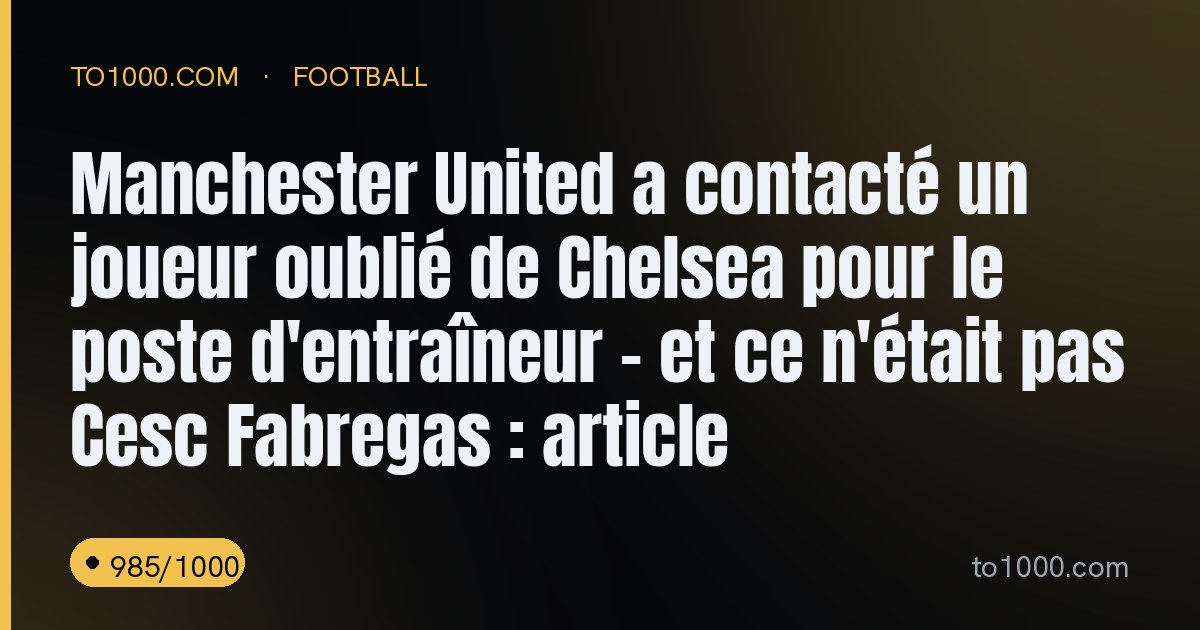 TO1000.COM · FOOTBALL
Manchester United a contacté un
joueur oublié de Chelsea pour le
poste d'entraîneur - et ce n'était pas
Cesc Fabregas : article
985/1000
to1000.com